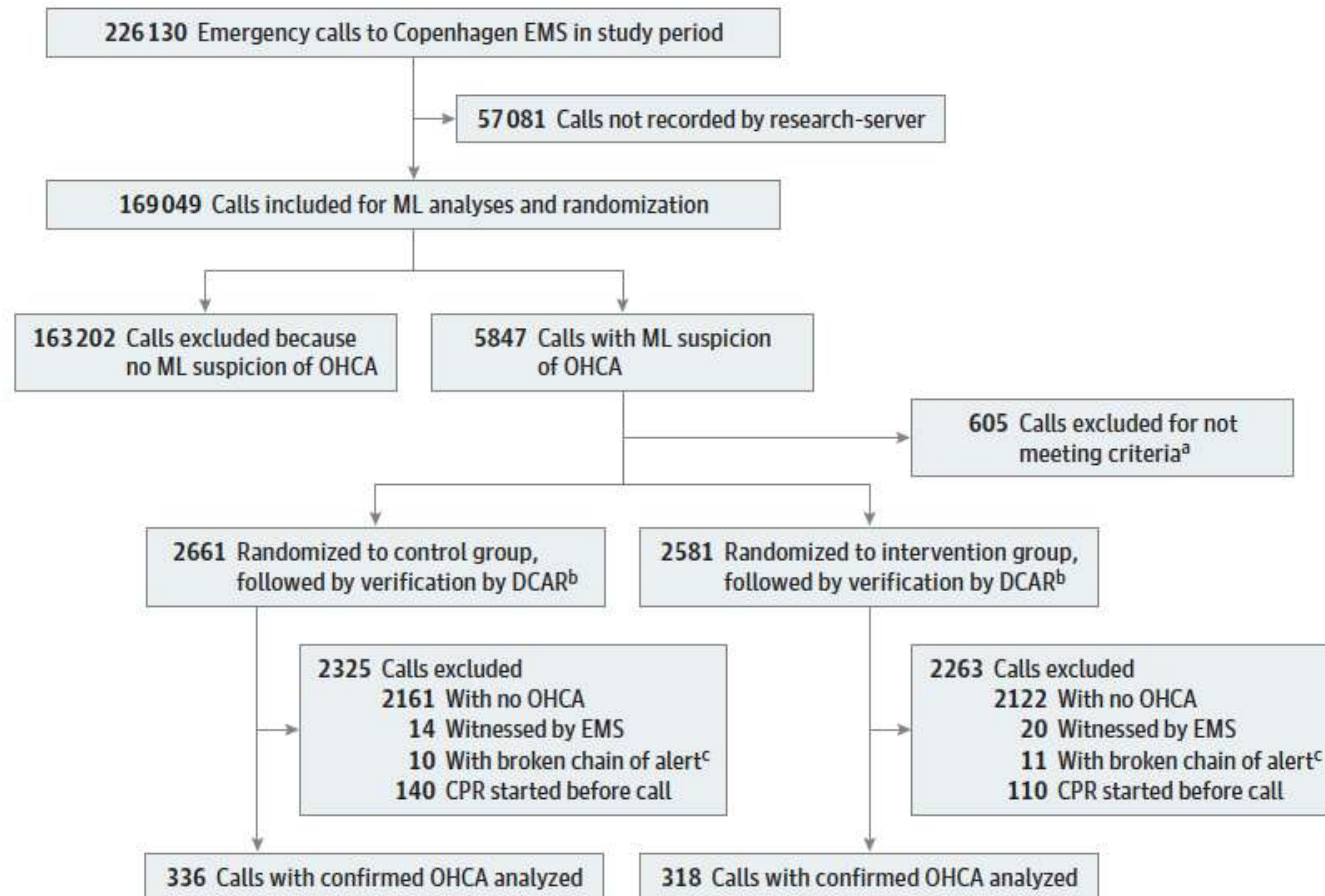 226130 Emergency calls to Copenhagen EMS in study period
57081 Calls not recorded by research-server
169049 Calls included for ML analyses and randomization
163202 Calls excluded because
no ML suspicion of OHCA
5847 Calls with ML suspicion
of OHCA
605 Calls excluded for not
meeting criteriaa
2661 Randomized to control group,
followed by verification by DCARb
2581 Randomized to intervention group,
followed by verification by DCARb
2325 Calls excluded
2161 With no OHCA
14 Witnessed by EMS
10 With broken chain of alertc
140 CPR started before call
2263 Calls excluded
2122 With no OHCA
20 Witnessed by EMS
11 With broken chain of alertc
110 CPR started before call
336 Calls with confirmed OHCA analyzed
318 Calls with confirmed OHCA analyzed